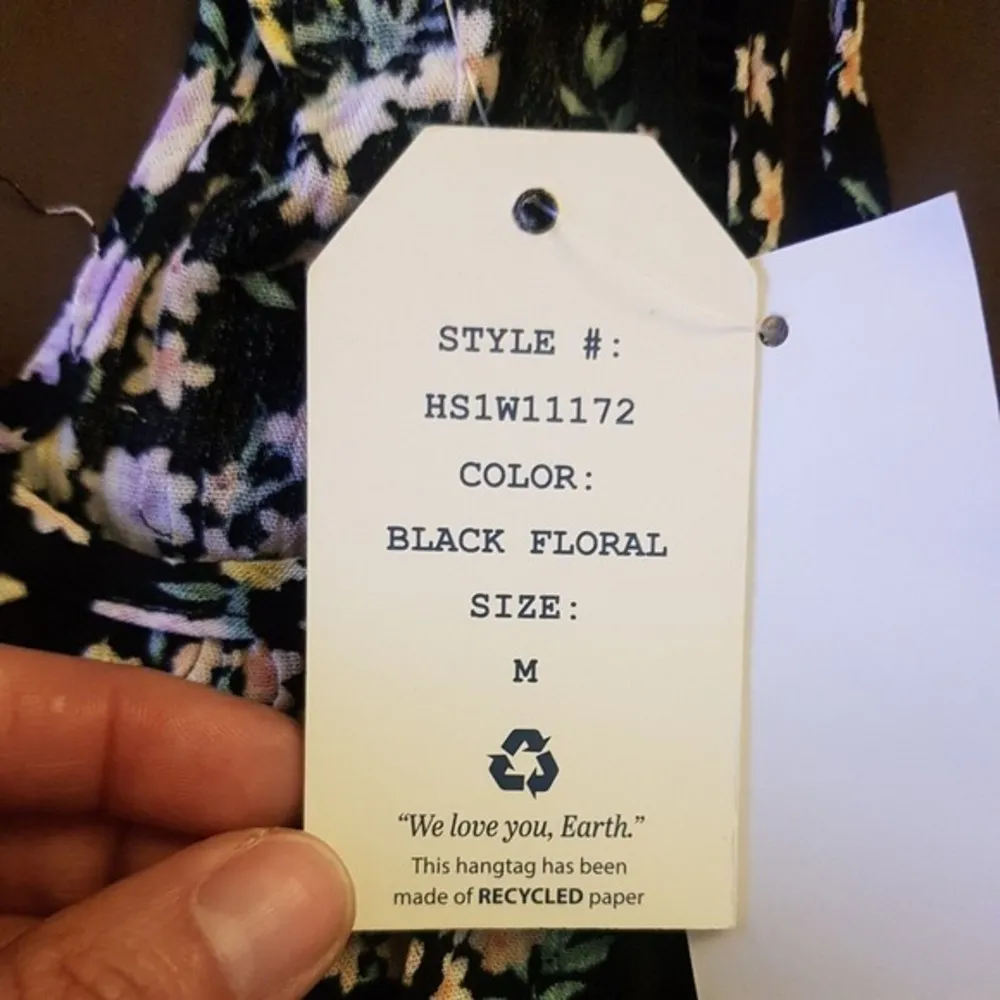 STYLE #:
HS1W11172
COLOR:
BLACK FLORAL
SIZE:
M
“We love you, Earth.”
This hangtag has been
made of RECYCLED paper